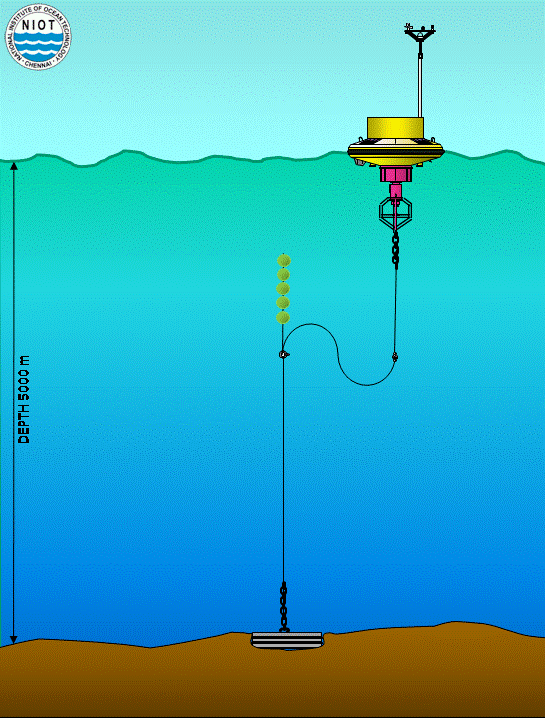 NATIONAL INSTITUTE OF OCEAN TECHNOLOGY
NIOT
• CHENNAI •
DEPTH 5000 m